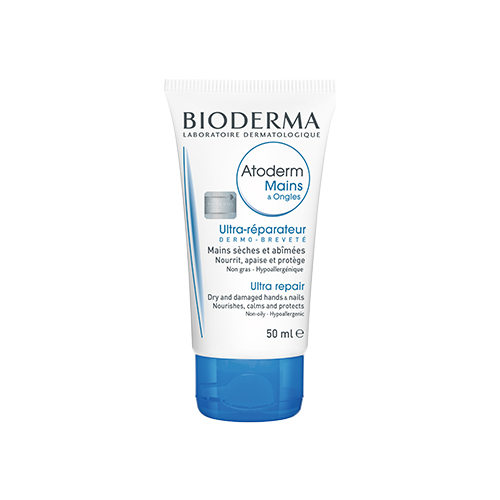 BIODERMA
LABORATOIRE DERMATOLOGIQUE
Atoderm
Mains
& Ongles
Ultra-réparateur
DERMO-BREVETÉ
Mains sèches et abîmées
Nourrit, apaise et protège
Non gras - Hypoallergénique
Ultra repair
Dry and damaged hands & nails
Nourishes, calms and protects
Non-oily - Hypoallergenic
50 ml ℮